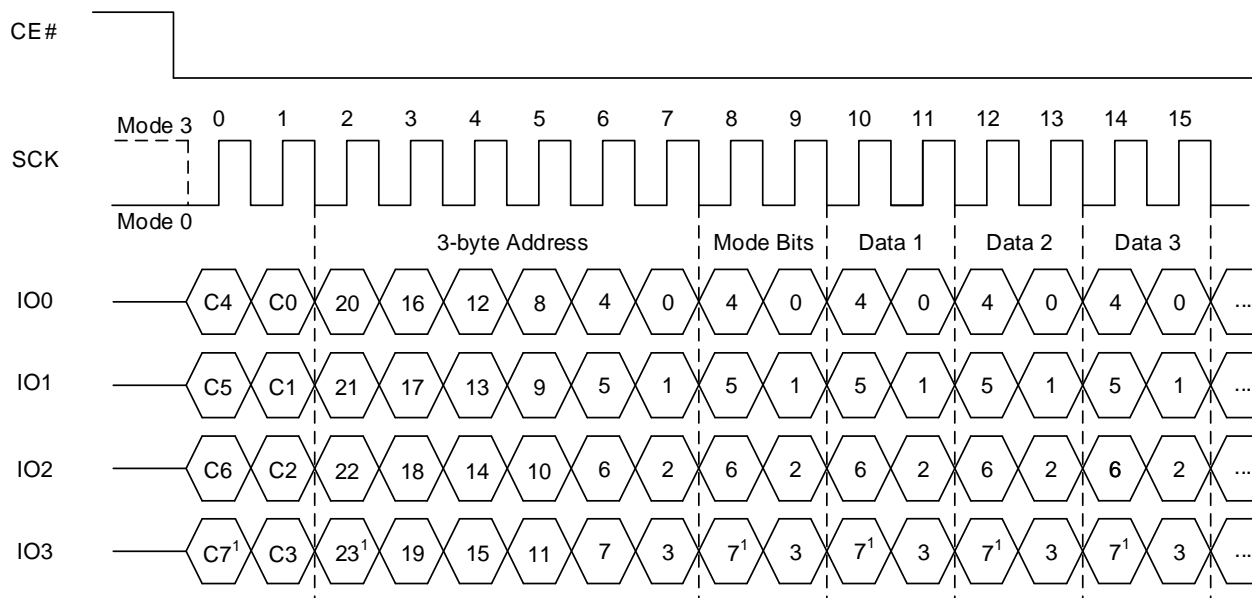 CE#
Mode 3 0 1 2 3 4 5 6 7 8 9 10 11 12 13 14 15
SCK
Mode 0
3-byte Address Mode Bits Data 1 Data 2 Data 3
IO0 C4 C0 20 16 12 8 4 0 4 0 4 0 4 0 4 0 ...
IO1 C5 C1 21 17 13 9 5 1 5 1 5 1 5 1 5 1 ...
IO2 C6 C2 22 18 14 10 6 2 6 2 6 2 6 2 6 2 ...
IO3 C7¹ C3 23¹ 19 15 11 7 3 7¹ 3 7¹ 3 7¹ 3 7¹ 3 ...